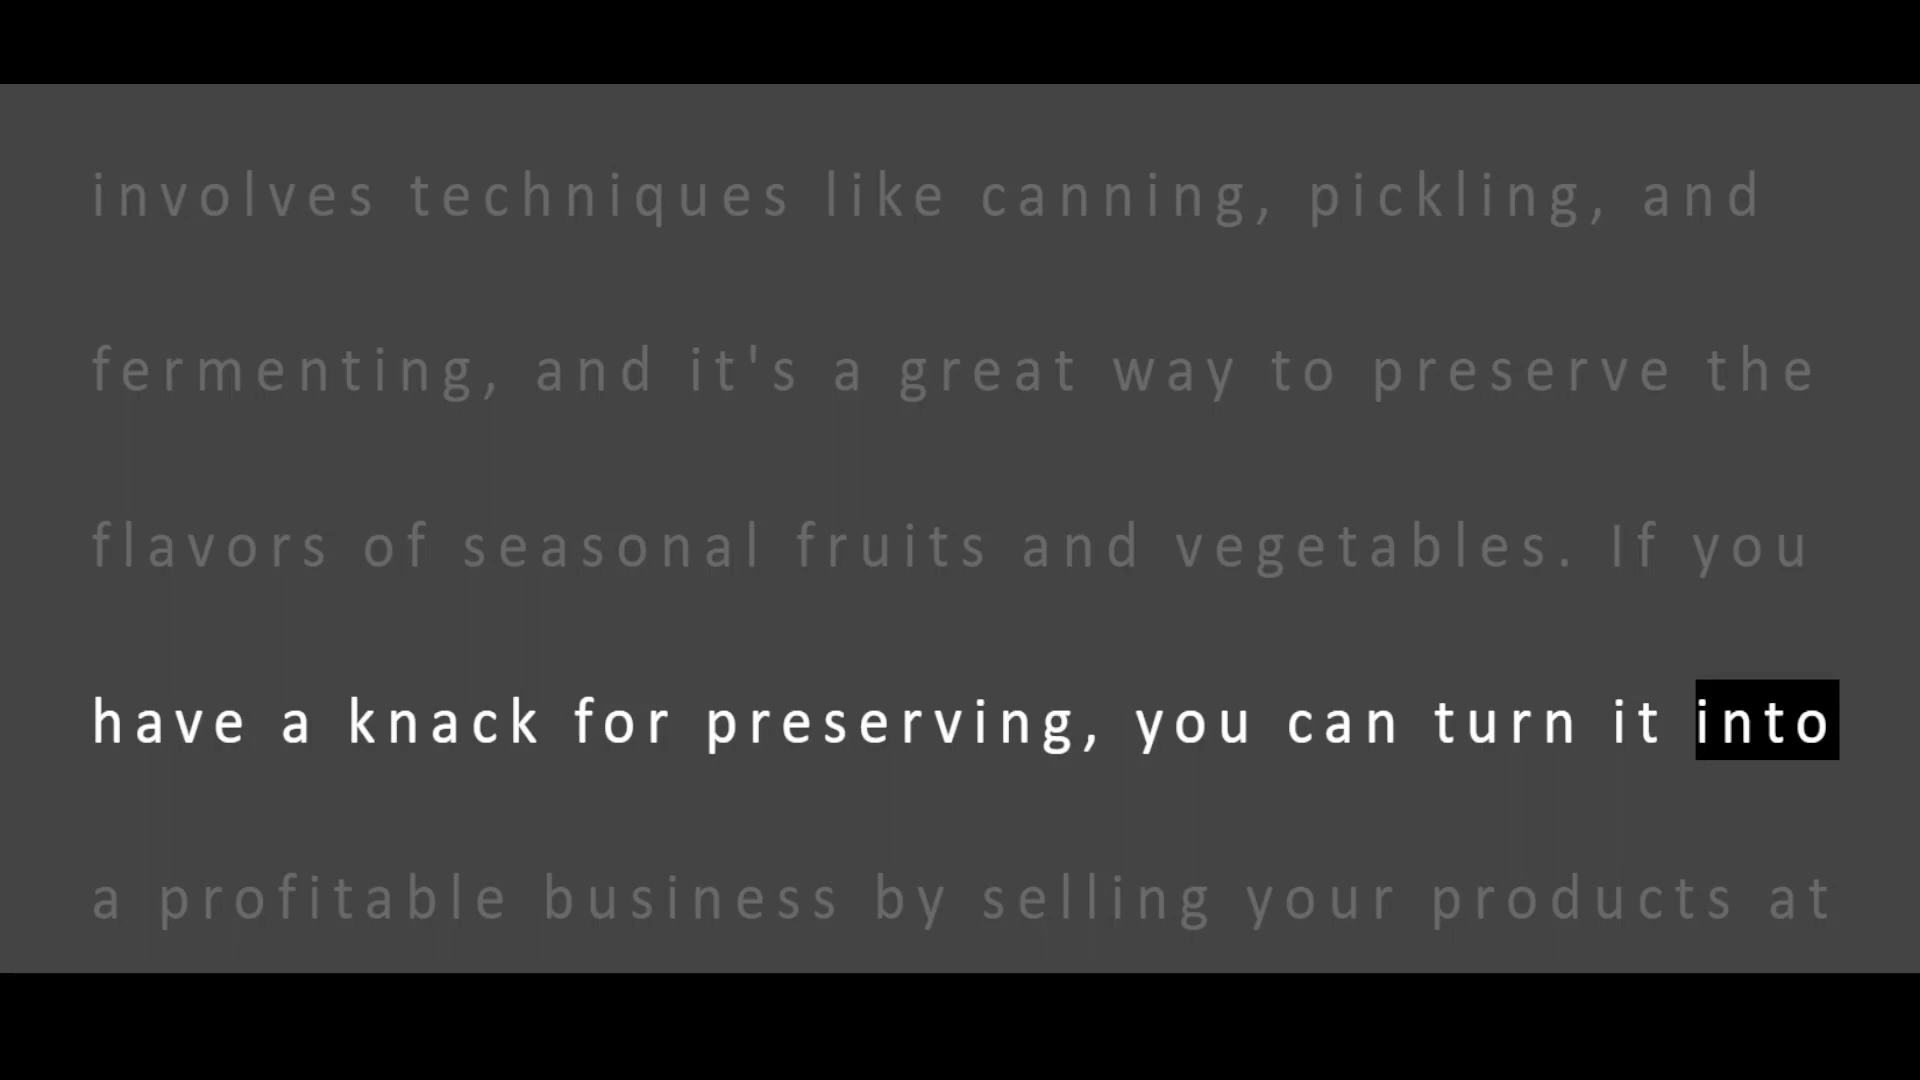 involves techniques like canning, pickling, and
fermenting, and it's a great way to preserve the
flavors of seasonal fruits and vegetables. If you
have a knack for preserving, you can turn it into
a profitable business by selling your products at